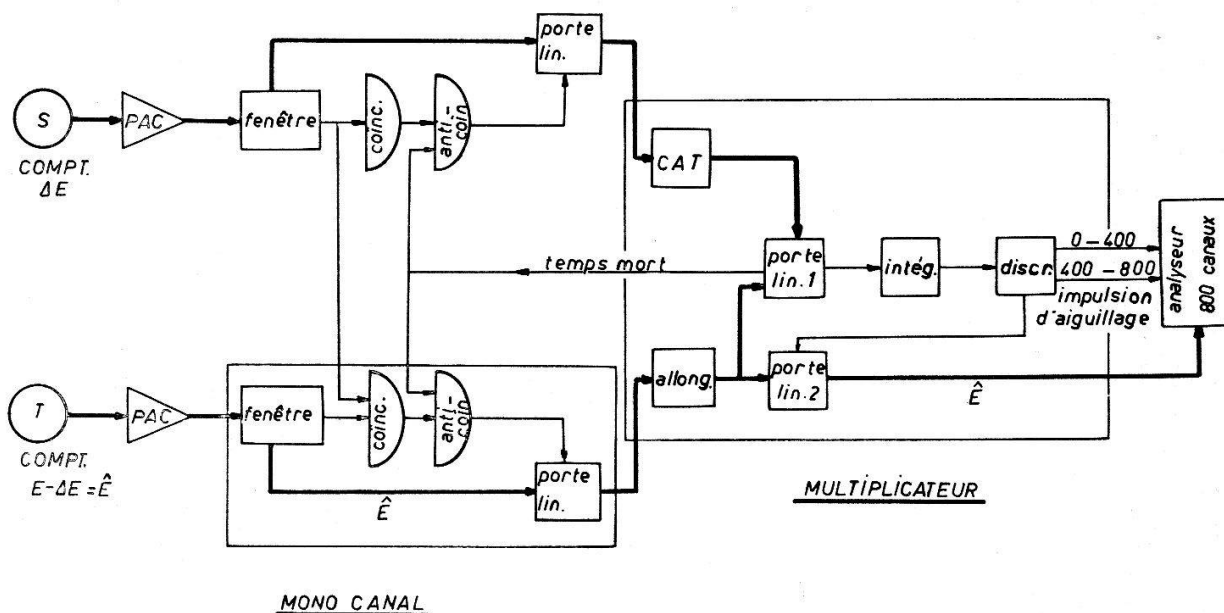 porte
lin.
S
PAC
fenêtre
coinc.
anti.-
coin
COMPT.
ΔE
CAT
porte
lin. 1
intég.
discr.
0-400
400-800
impulsion
d'aiguillage
analyseur
800 canaux
temps mort
allong.
porte
lin. 2
Ê
T
PAC
fenêtre
coinc.
anti-
coin
COMPT.
E-ΔE = Ê
Ê
porte
lin.
MULTIPLICATEUR
MONO CANAL